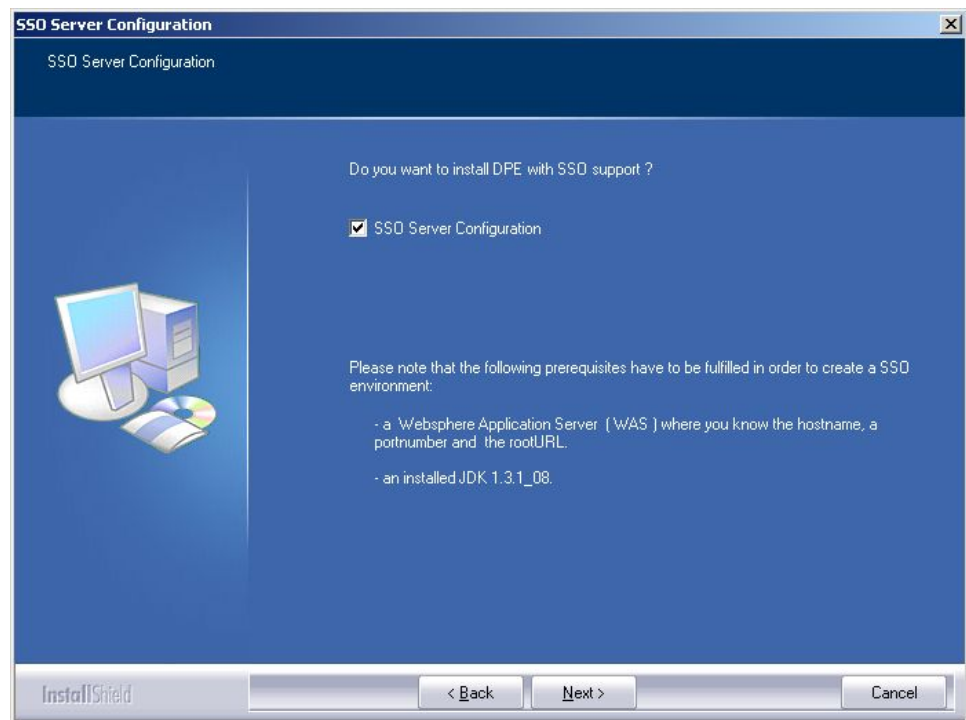 SSO Server Configuration
SSO Server Configuration
Do you want to install DPE with SSO support ?
SSO Server Configuration
Please note that the following prerequisites have to be fulfilled in order to create a SSO
environment:
- a Websphere Application Server ( WAS ) where you know the hostname, a
portnumber and the rootURL.
- an installed JDK 1.3.1_08.
InstallShield
< Back
Next >
Cancel